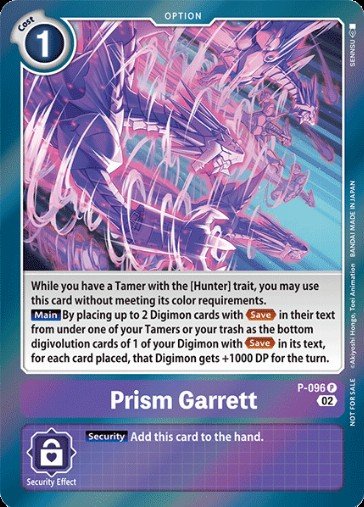 OPTION
Cost
1
SENNSU
While you have a Tamer with the [Hunter] trait, you may use
this card without meeting its color requirements.
Main By placing up to 2 Digimon cards with Save in their text
from under one of your Tamers or your trash as the bottom
digivolution cards of 1 of your Digimon with Save in its text,
for each card placed, that Digimon gets +1000 DP for the turn.
P-096 P
Prism Garrett
02
Security Add this card to the hand.
Security Effect
NOT FOR SALE ©Akiyoshi Hongo, Toei Animation BANDAI MADE IN JAPAN